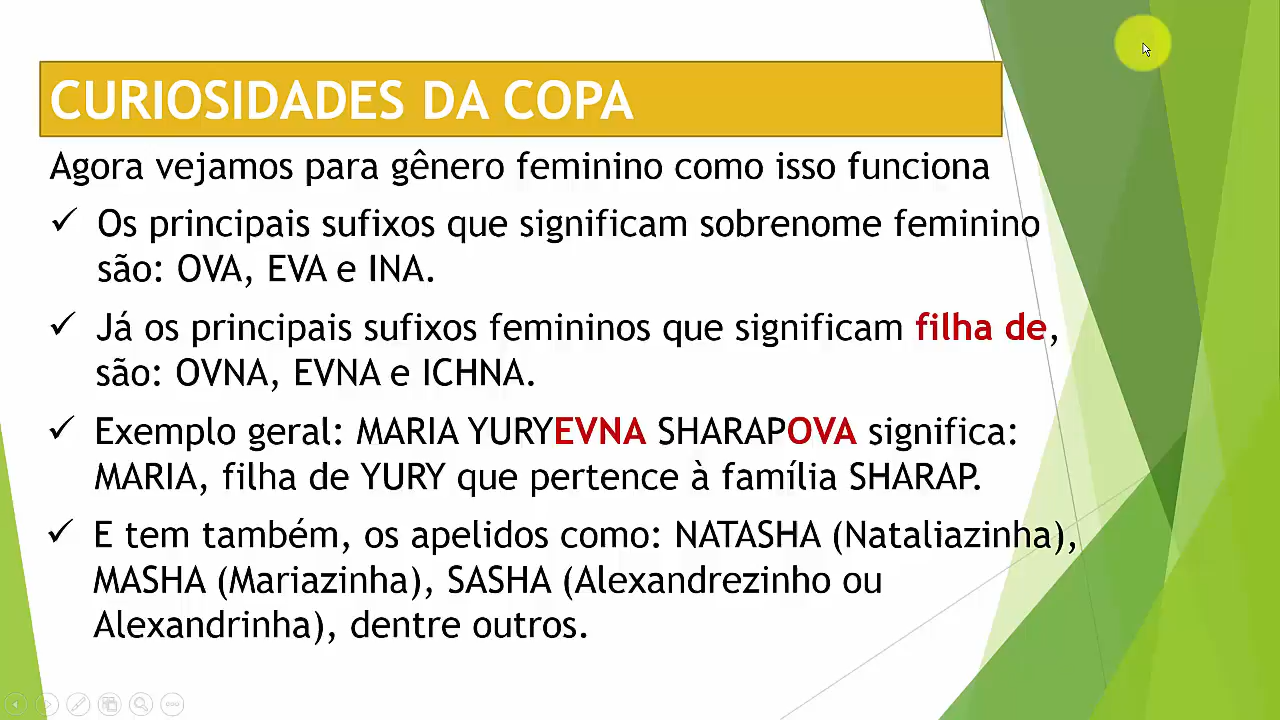 CURIOSIDADES DA COPA
Agora vejamos para gênero feminino como isso funciona
✓ Os principais sufixos que significam sobrenome feminino
são: OVA, EVA e INA.
✓ Já os principais sufixos femininos que significam filha de,
são: OVNA, EVNA e ICHNA.
✓ Exemplo geral: MARIA YURYEVNA SHARAPOVA significa:
MARIA, filha de YURY que pertence à família SHARAP.
✓ E tem também, os apelidos como: NATASHA (Nataliazinha),
MASHA (Mariazinha), SASHA (Alexandrezinho ou
Alexandrinha), dentre outros.